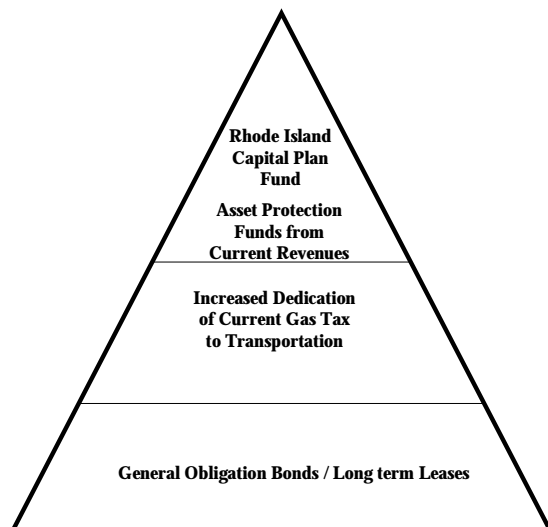 Rhode Island
Capital Plan
Fund
Asset Protection
Funds from
Current Revenues
Increased Dedication
of Current Gas Tax
to Transportation
General Obligation Bonds / Long term Leases